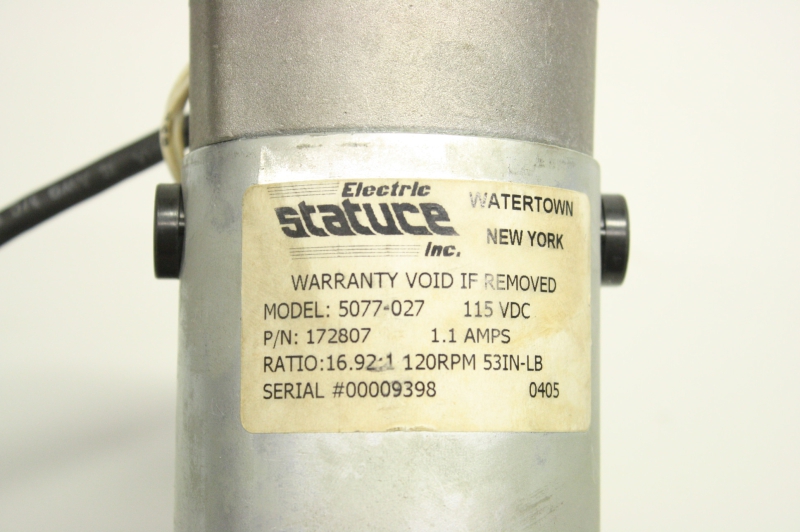 Electric
statuce
Inc.
WATERTOWN
NEW YORK
WARRANTY VOID IF REMOVED
MODEL: 5077-027 115 VDC
P/N: 172807 1.1 AMPS
RATIO:16.92:1 120RPM 53IN-LB
SERIAL #00009398 0405